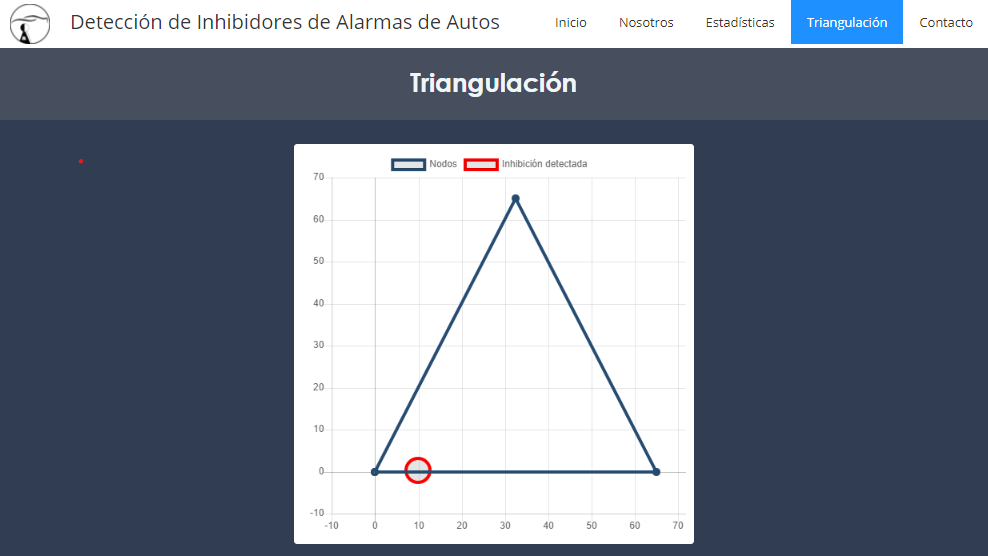 Detección de Inhibidores de Alarmas de Autos
Inicio Nosotros Estadísticas Triangulación Contacto
Triangulación
Nodos Inhibición detectada
70
60
50
40
30
20
10
0
-10
-10 0 10 20 30 40 50 60 70